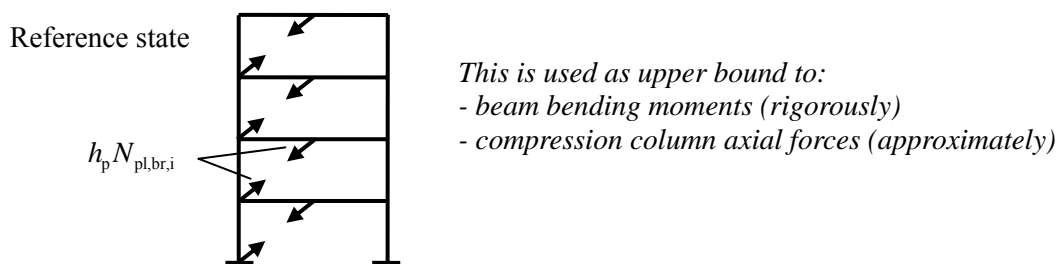 Reference state
This is used as upper bound to:
- beam bending moments (rigorously)
- compression column axial forces (approximately)
h_p N_pl,br,i